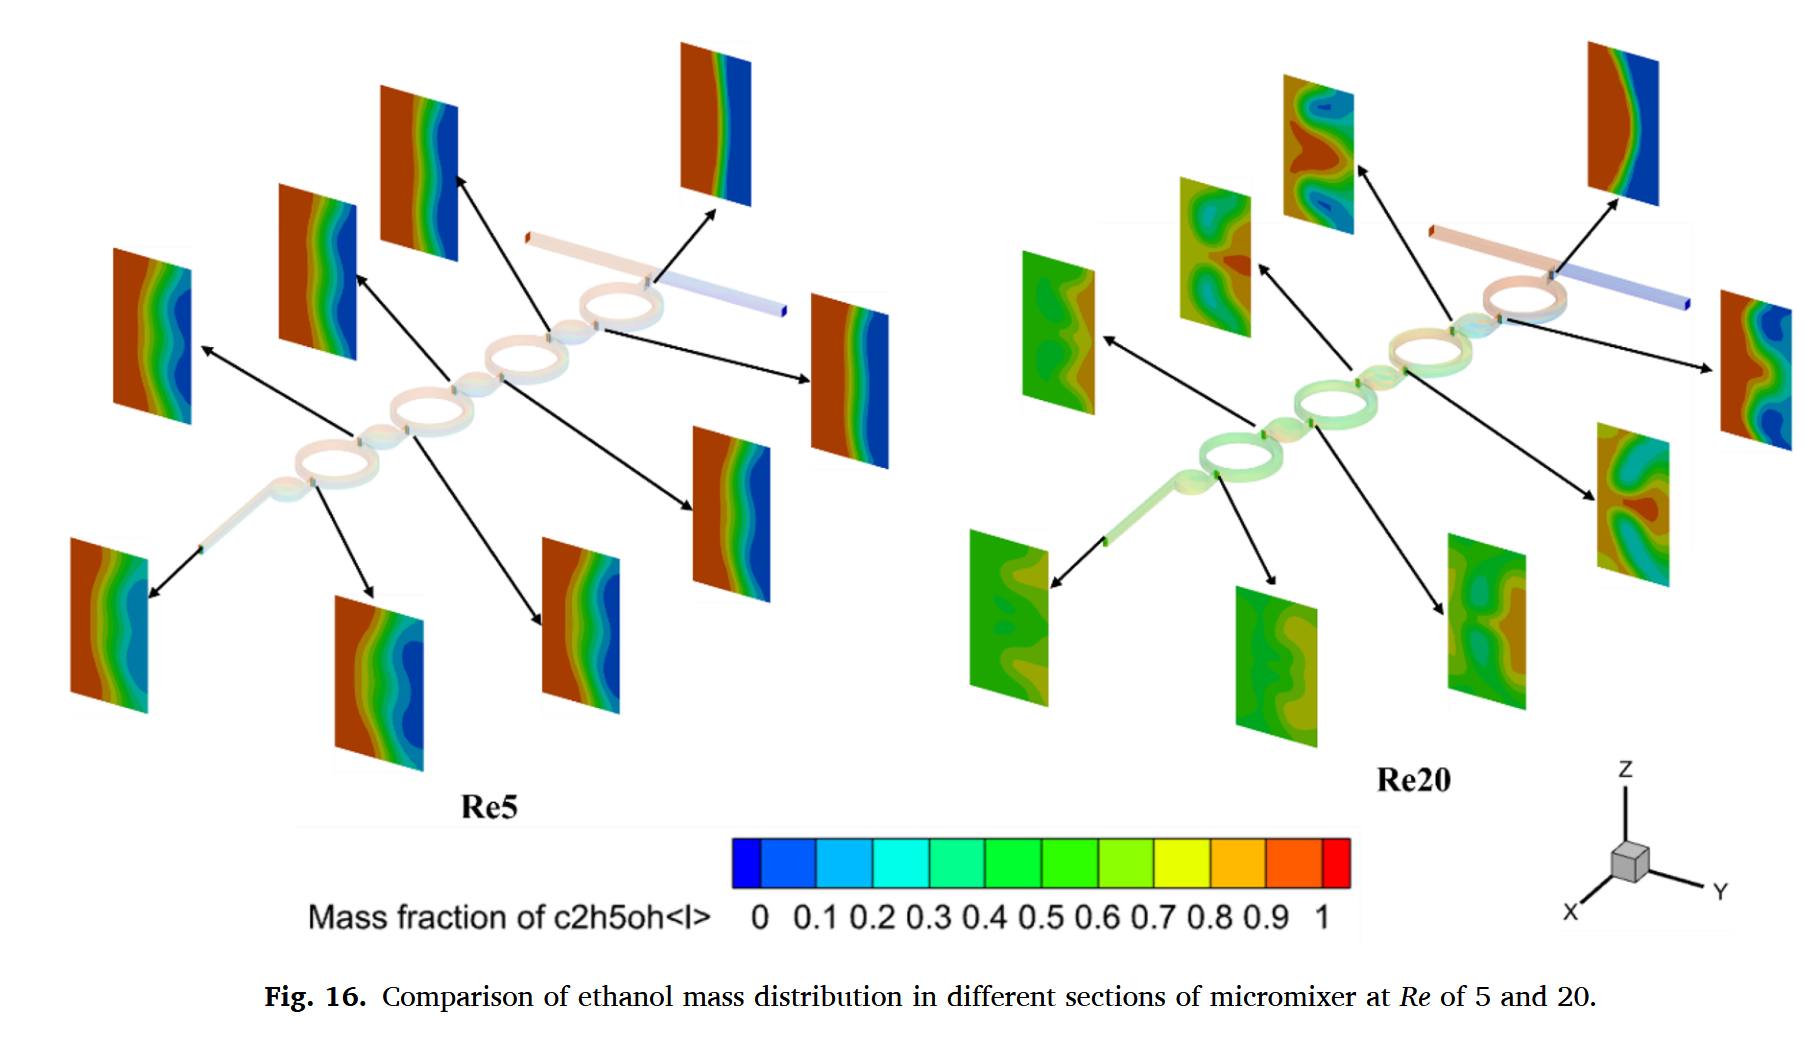 Re5
Re20
Z
Y
X
Mass fraction of c2h5oh<l> 0 0.1 0.2 0.3 0.4 0.5 0.6 0.7 0.8 0.9 1
Fig. 16. Comparison of ethanol mass distribution in different sections of micromixer at Re of 5 and 20.